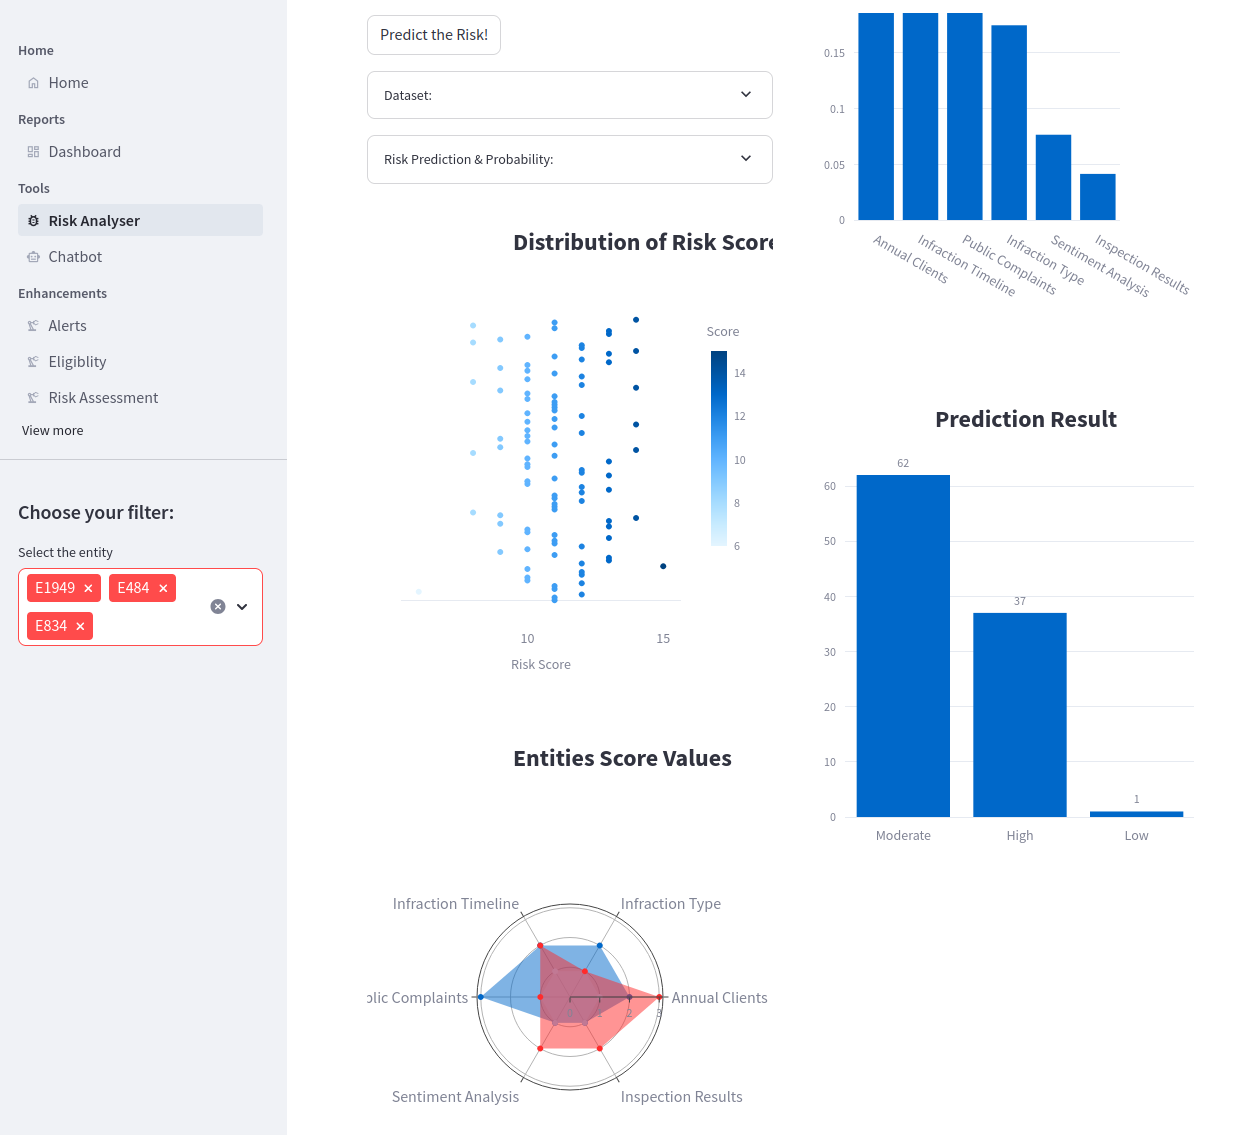 Home
Home
Reports
Dashboard
Tools
Risk Analyser
Chatbot
Enhancements
Alerts
Eligiblity
Risk Assessment
View more
Choose your filter:
Select the entity
E1949
E484
E834
Predict the Risk!
Dataset:
Risk Prediction & Probability:
Distribution of Risk Score
Score
14
12
10
8
6
10
15
Risk Score
Entities Score Values
Infraction Timeline
Infraction Type
blic Complaints
Annual Clients
0
1
2
3
Sentiment Analysis
Inspection Results
0.15
0.1
0.05
0
Annual Clients
Infraction Timeline
Public Complaints
Infraction Type
Sentiment Analysis
Inspection Results
Prediction Result
62
60
50
40
37
30
20
10
1
0
Moderate
High
Low